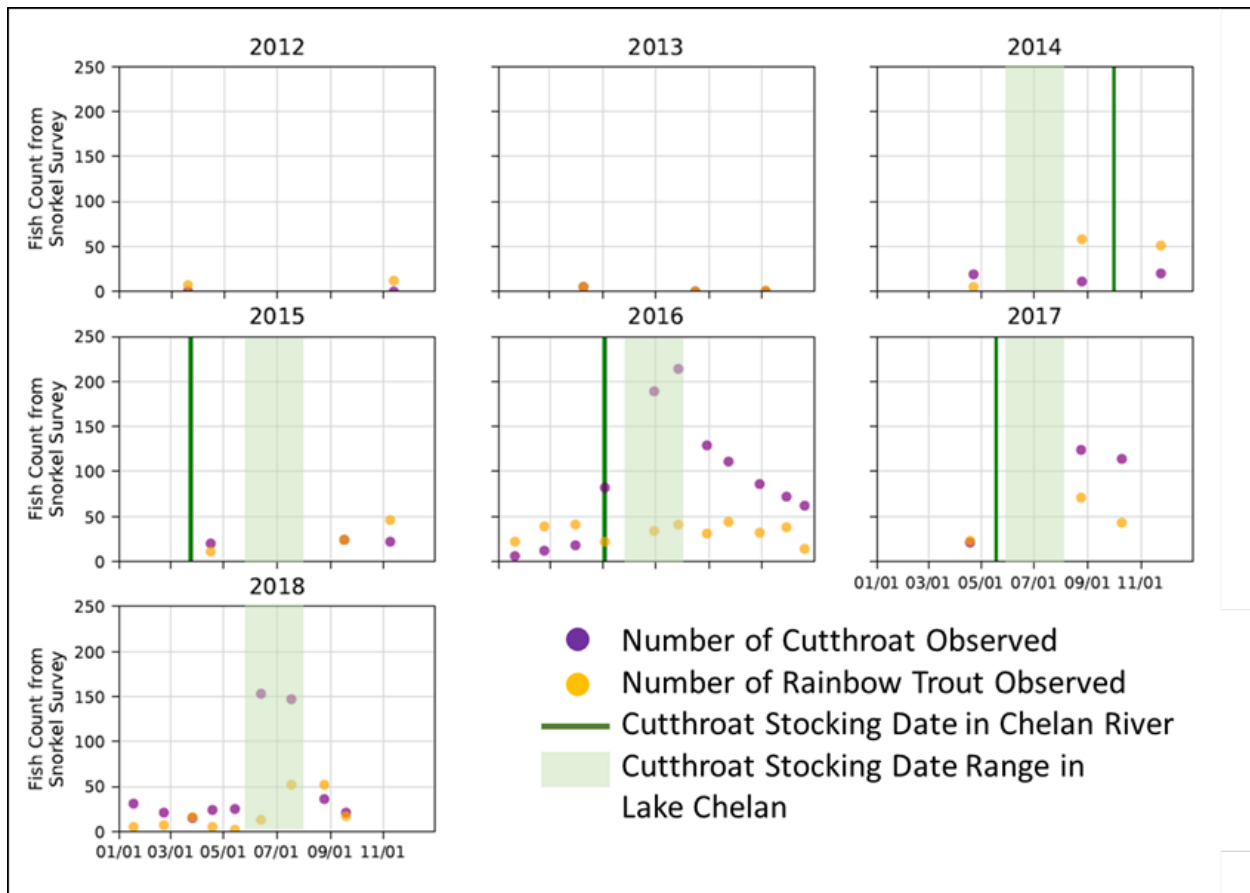 2012
2013
2014
250
200
150
100
50
0
Fish Count from
Snorkel Survey
2015
2016
2017
250
200
150
100
50
0
Fish Count from
Snorkel Survey
01/01 03/01 05/01 07/01 09/01 11/01
2018
250
200
150
100
50
0
Fish Count from
Snorkel Survey
01/01 03/01 05/01 07/01 09/01 11/01
Number of Cutthroat Observed
Number of Rainbow Trout Observed
Cutthroat Stocking Date in Chelan River
Cutthroat Stocking Date Range in
Lake Chelan